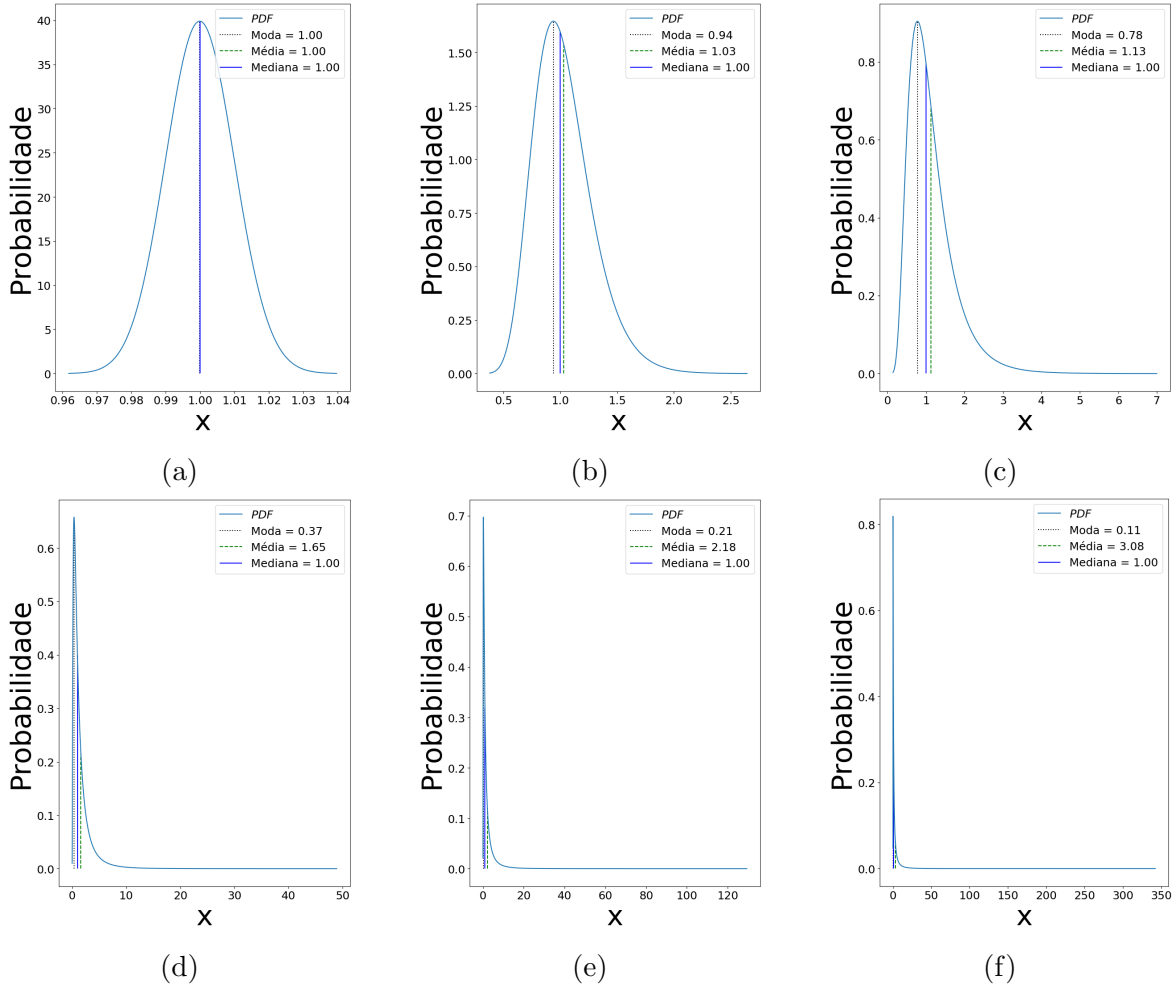 40
35
30
25
20
15
10
5
0
Probabilidade
PDF
Moda = 1.00
Média = 1.00
Mediana = 1.00
0.96 0.97 0.98 0.99 1.00 1.01 1.02 1.03 1.04
x
(a)
1.50
1.25
1.00
0.75
0.50
0.25
0.00
Probabilidade
PDF
Moda = 0.94
Média = 1.03
Mediana = 1.00
0.5 1.0 1.5 2.0 2.5
x
(b)
0.8
0.6
0.4
0.2
0.0
Probabilidade
PDF
Moda = 0.78
Média = 1.13
Mediana = 1.00
0 1 2 3 4 5 6 7
x
(c)
0.6
0.5
0.4
0.3
0.2
0.1
0.0
Probabilidade
PDF
Moda = 0.37
Média = 1.65
Mediana = 1.00
0 10 20 30 40 50
x
(d)
0.7
0.6
0.5
0.4
0.3
0.2
0.1
0.0
Probabilidade
PDF
Moda = 0.21
Média = 2.18
Mediana = 1.00
0 20 40 60 80 100 120
x
(e)
0.8
0.6
0.4
0.2
0.0
Probabilidade
PDF
Moda = 0.11
Média = 3.08
Mediana = 1.00
0 50 100 150 200 250 300 350
x
(f)